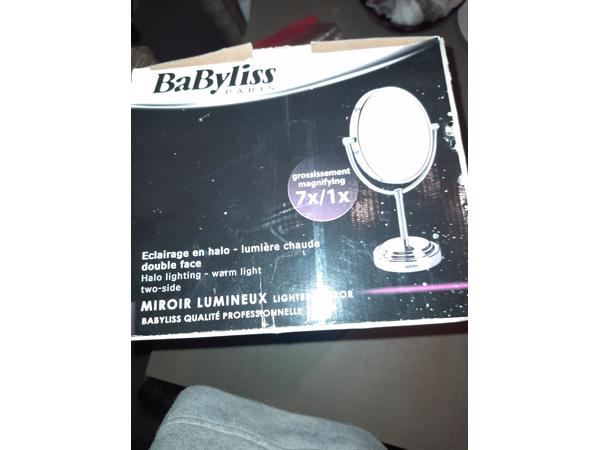 BaByliss
PARIS
grossissement
magnifying
7x/1x
Eclairage en halo - lumière chaude
double face
Halo lighting - warm light
two-side
MIROIR LUMINEUX
BABYLISS QUALITÉ PROFESSIONNELLE